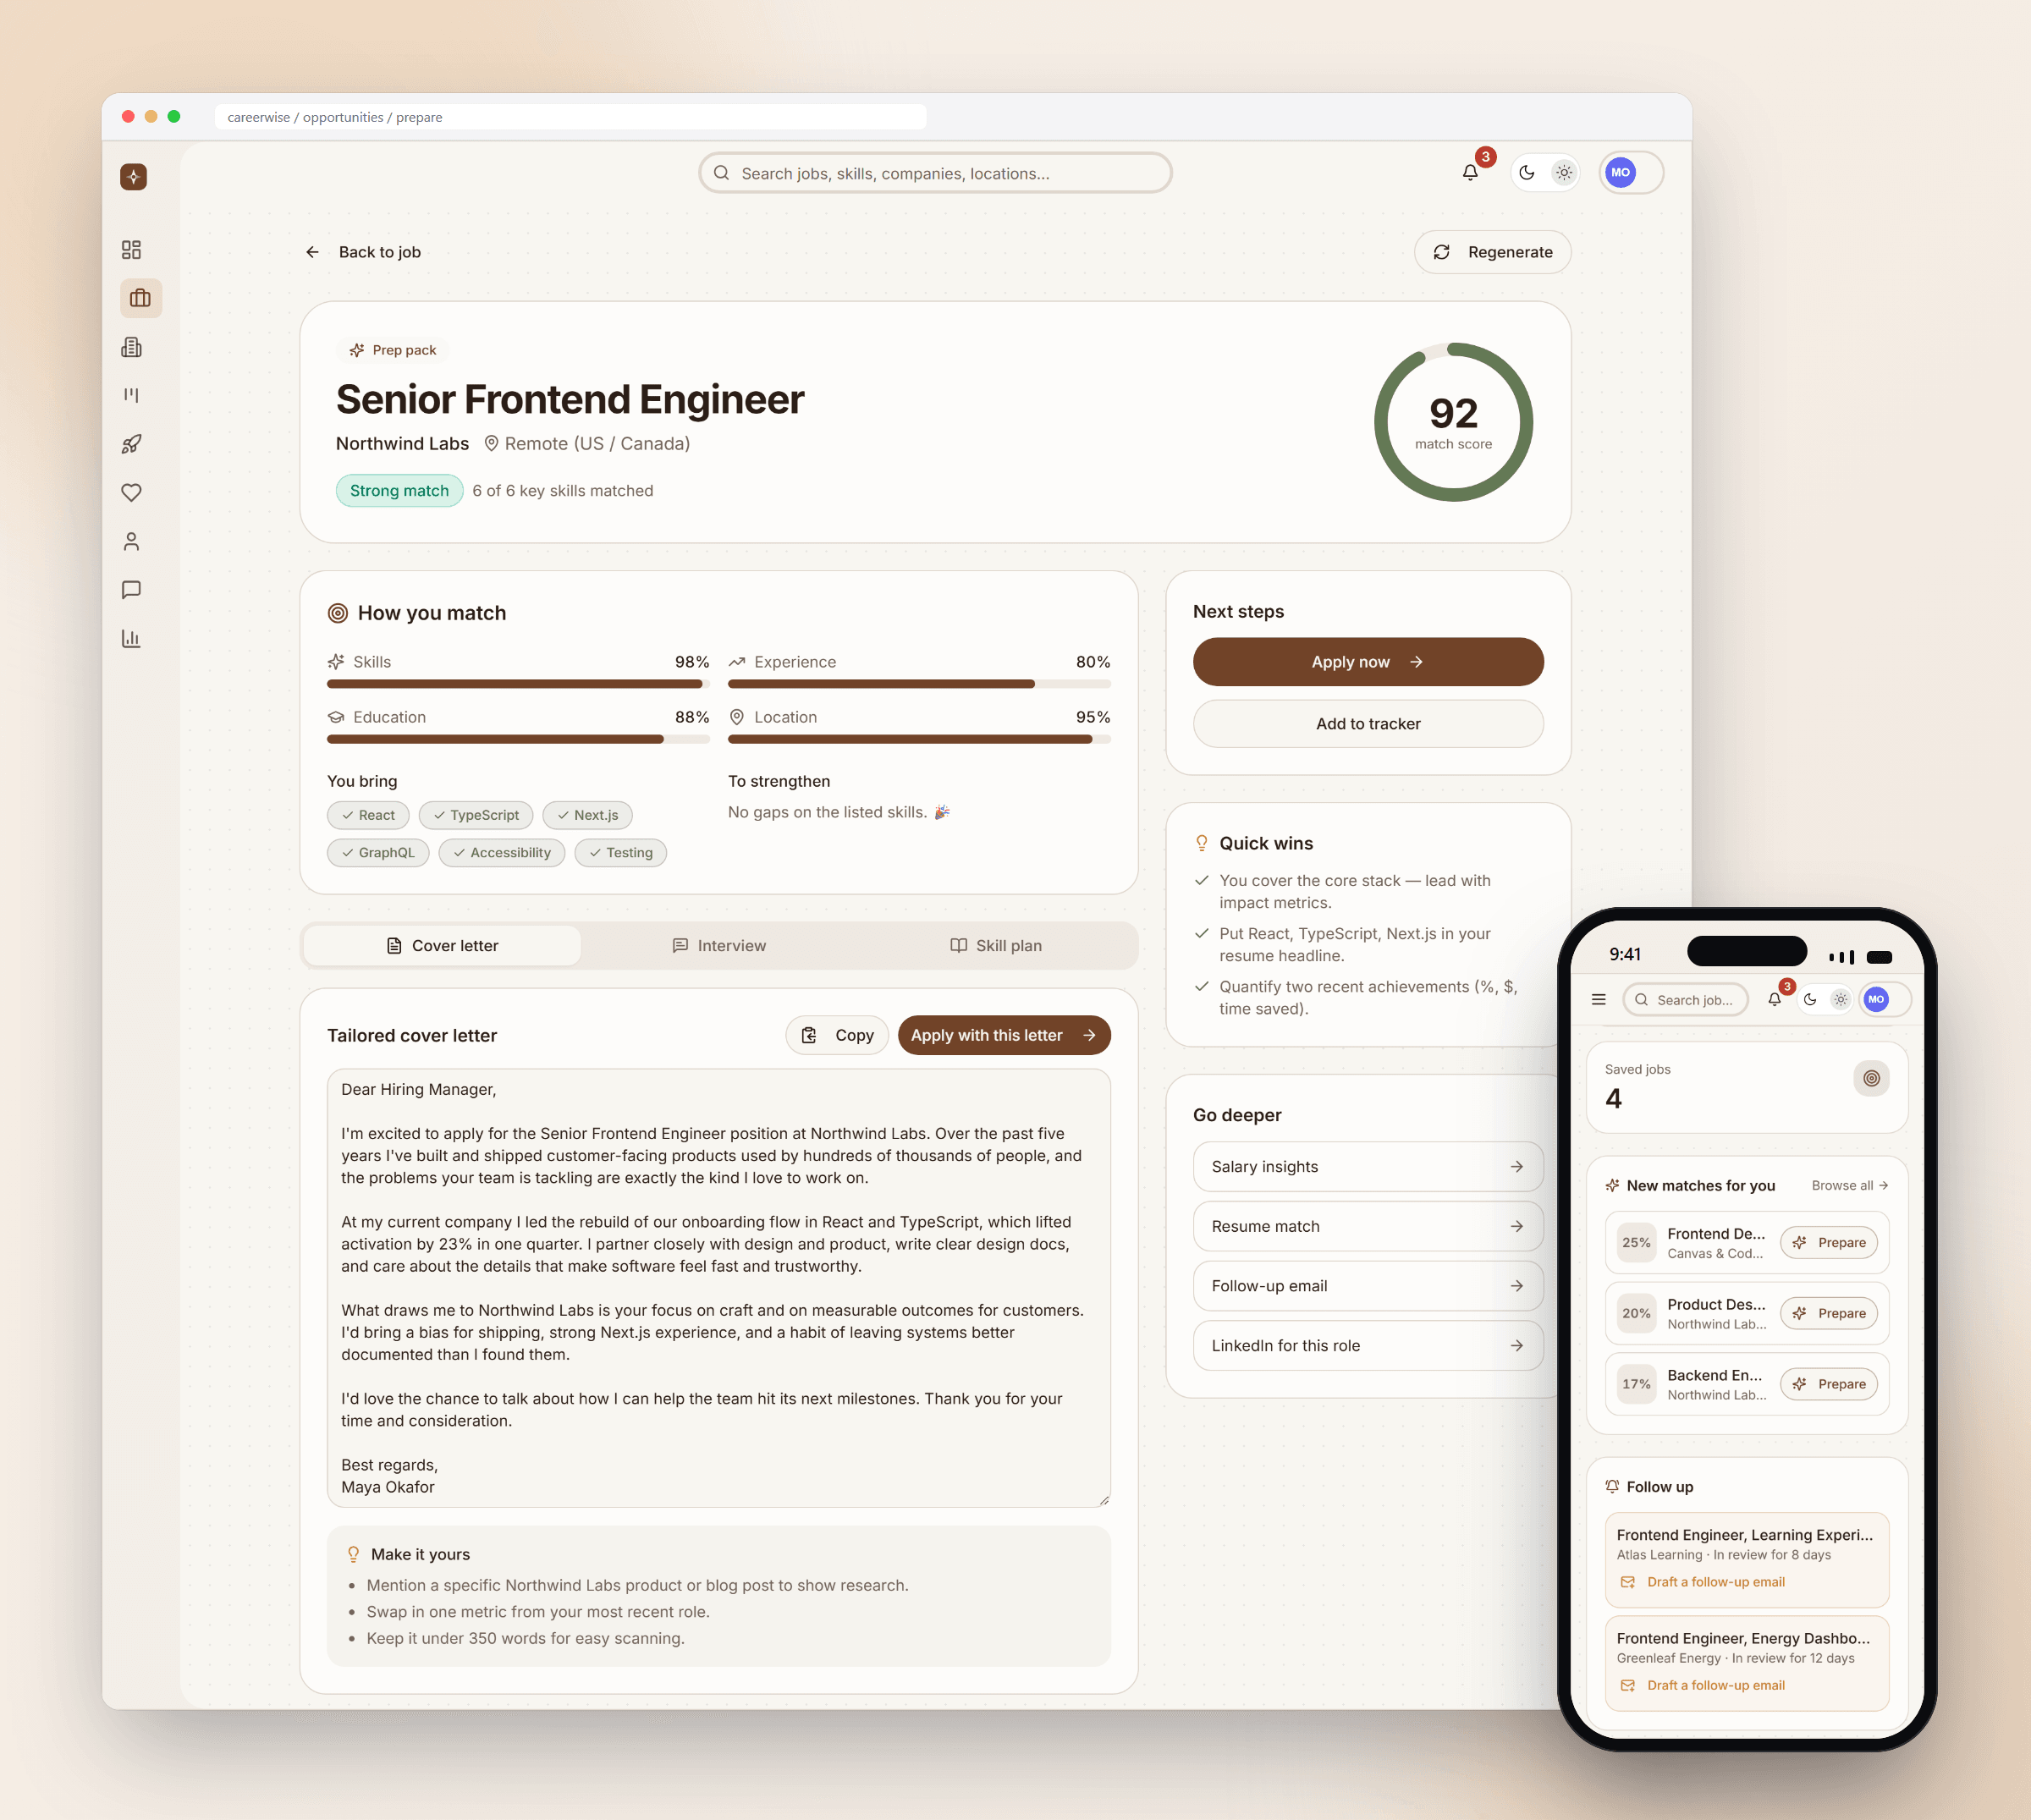 careerwise / opportunities / prepare
Search jobs, skills, companies, locations...
3
MO
Back to job
Regenerate
Prep pack
Senior Frontend Engineer
Northwind Labs Remote (US / Canada)
Strong match 6 of 6 key skills matched
92
match score
How you match
Skills 98%
Experience 80%
Education 88%
Location 95%
You bring
React TypeScript Next.js
GraphQL Accessibility Testing
To strengthen
No gaps on the listed skills. 🎉
Next steps
Apply now
Add to tracker
Quick wins
You cover the core stack — lead with
impact metrics.
Put React, TypeScript, Next.js in your
resume headline.
Quantify two recent achievements (%, $,
time saved).
Cover letter Interview Skill plan
Tailored cover letter
Copy
Apply with this letter
Dear Hiring Manager,
I'm excited to apply for the Senior Frontend Engineer position at Northwind Labs. Over the past five
years I've built and shipped customer-facing products used by hundreds of thousands of people, and
the problems your team is tackling are exactly the kind I love to work on.
At my current company I led the rebuild of our onboarding flow in React and TypeScript, which lifted
activation by 23% in one quarter. I partner closely with design and product, write clear design docs,
and care about the details that make software feel fast and trustworthy.
What draws me to Northwind Labs is your focus on craft and on measurable outcomes for customers.
I'd bring a bias for shipping, strong Next.js experience, and a habit of leaving systems better
documented than I found them.
I'd love the chance to talk about how I can help the team hit its next milestones. Thank you for your
time and consideration.
Best regards,
Maya Okafor
Make it yours
• Mention a specific Northwind Labs product or blog post to show research.
• Swap in one metric from your most recent role.
• Keep it under 350 words for easy scanning.
Go deeper
Salary insights
Resume match
Follow-up email
LinkedIn for this role
9:41
Search job...
3
MO
Saved jobs
4
New matches for you Browse all
25% Frontend De... Prepare
Canvas & Cod...
20% Product Des... Prepare
Northwind Lab...
17% Backend En... Prepare
Northwind Lab...
Follow up
Frontend Engineer, Learning Experi...
Atlas Learning · In review for 8 days
Draft a follow-up email
Frontend Engineer, Energy Dashbo...
Greenleaf Energy · In review for 12 days
Draft a follow-up email